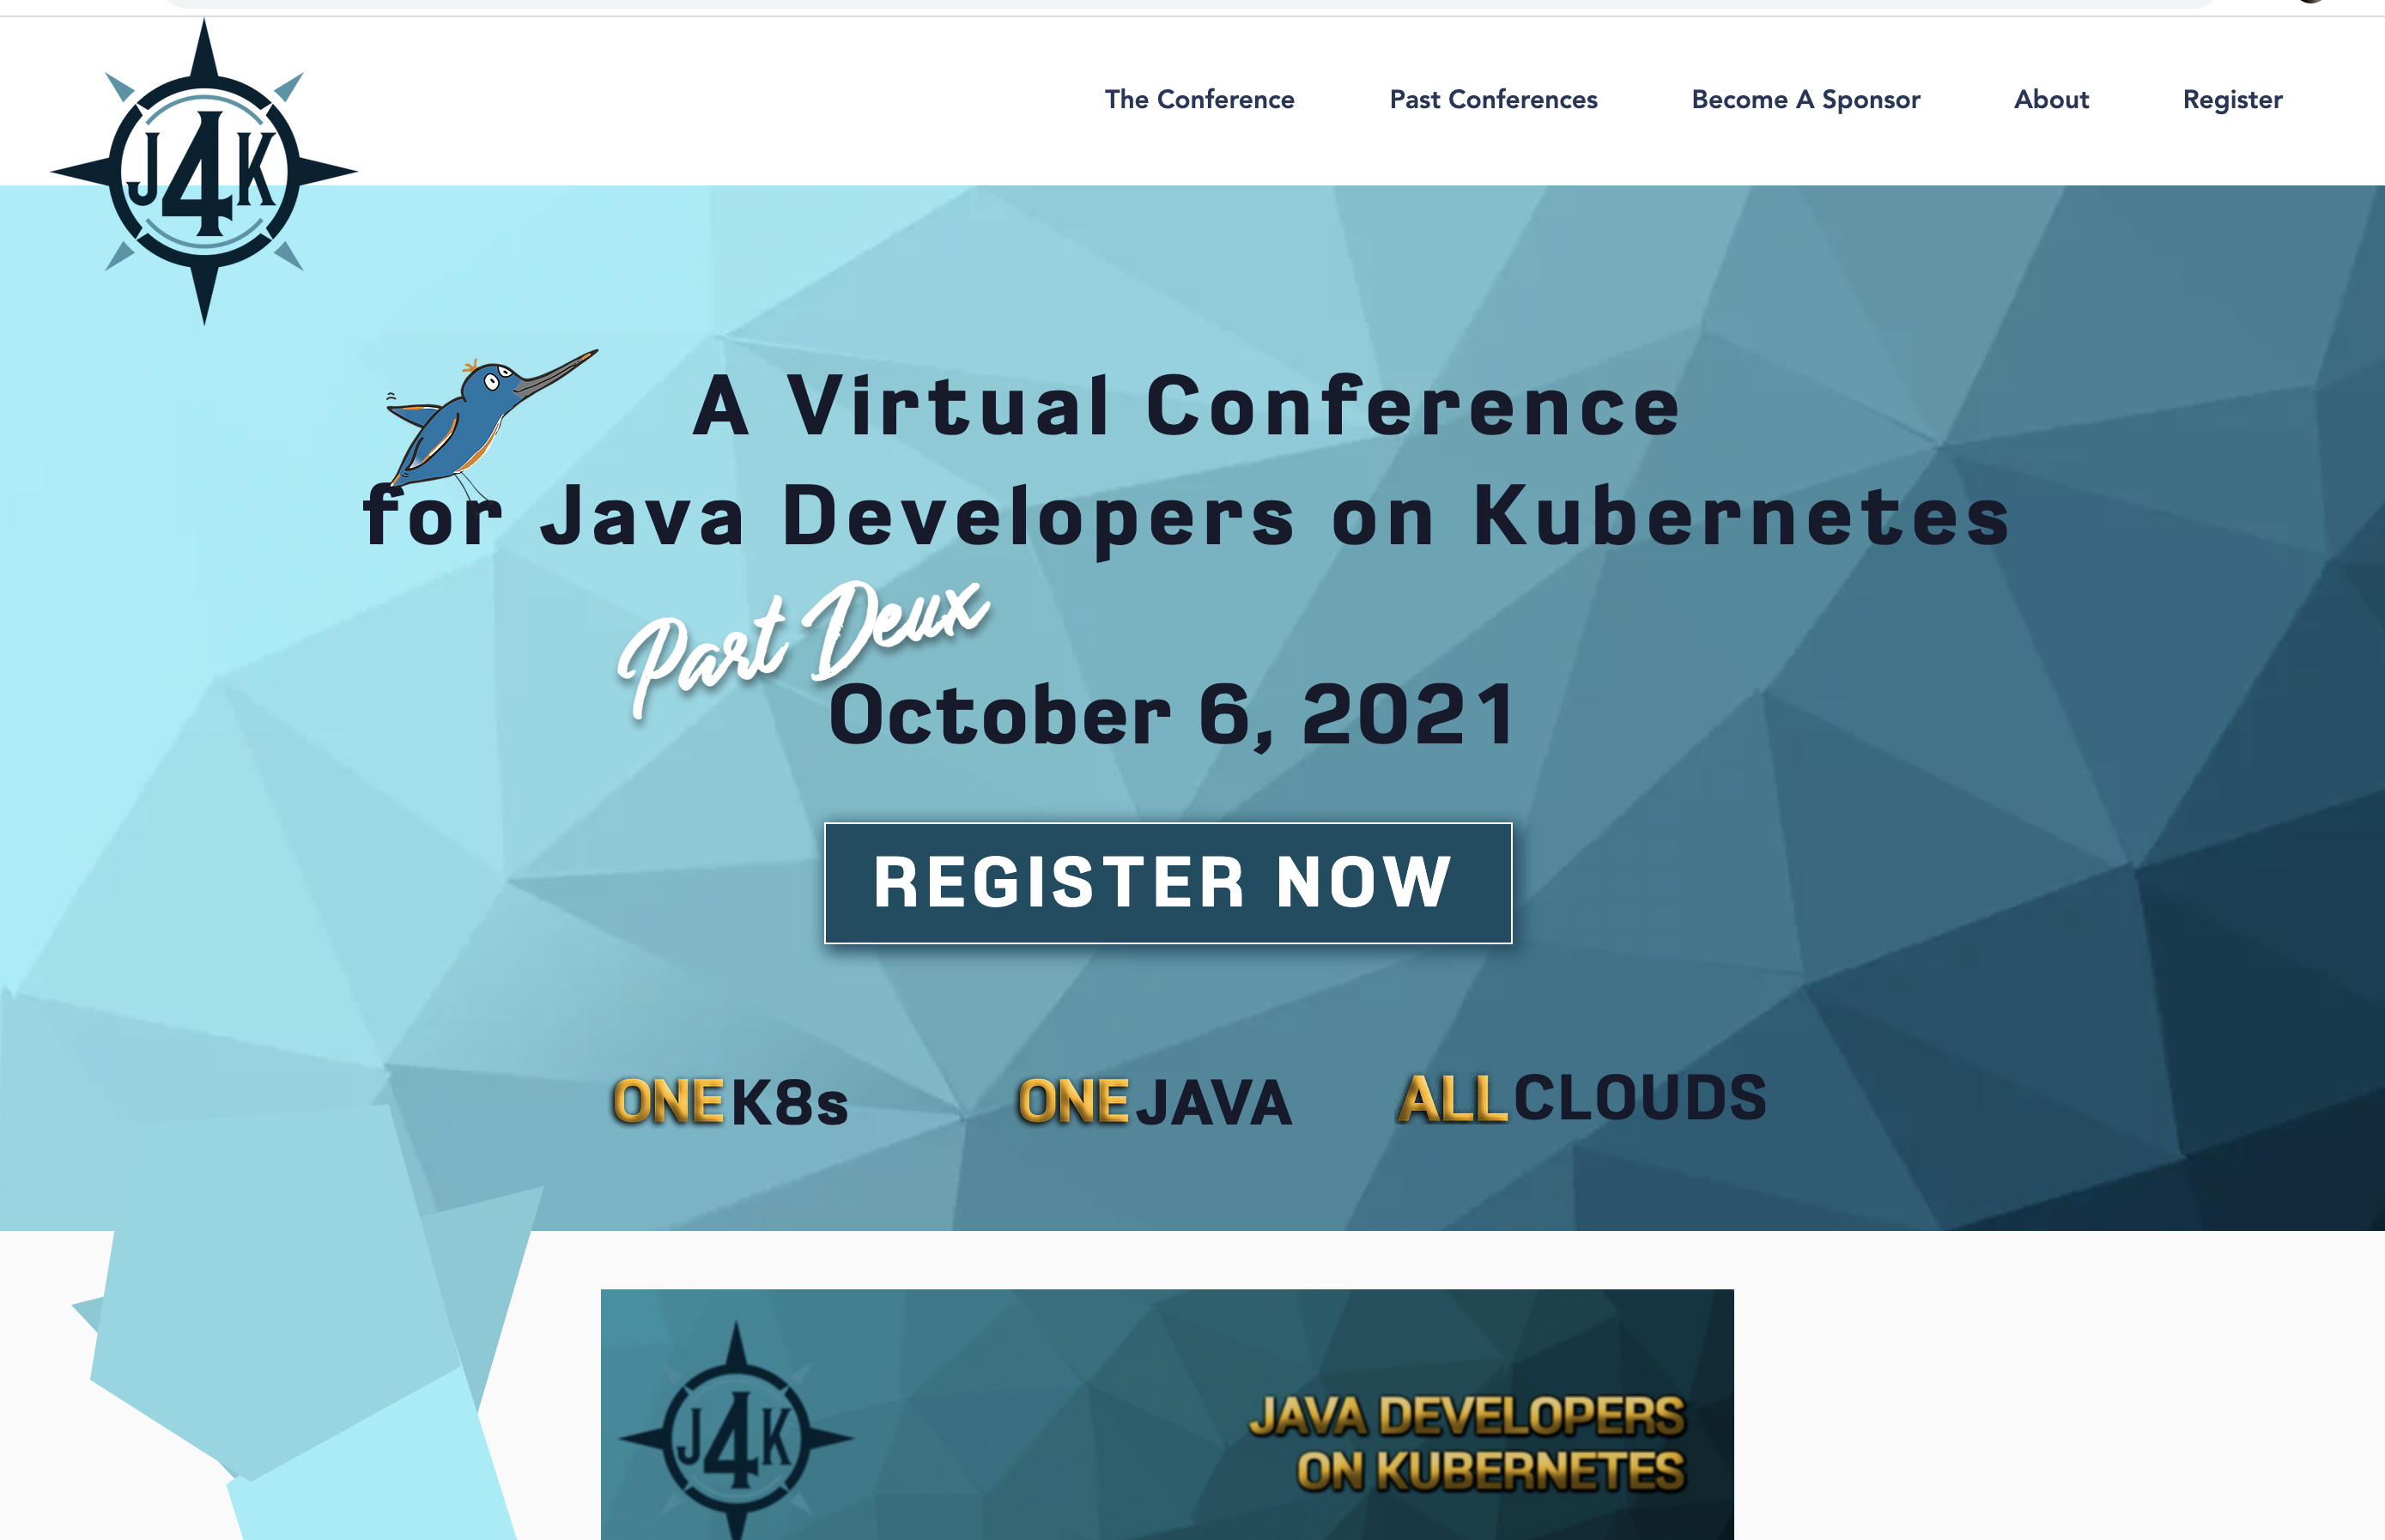 J4K
The Conference
Past Conferences
Become A Sponsor
About
Register
A Virtual Conference
for Java Developers on Kubernetes
Part Deux
October 6, 2021
REGISTER NOW
ONE K8s
ONE JAVA
ALL CLOUDS
J4K
JAVA DEVELOPERS
ON KUBERNETES